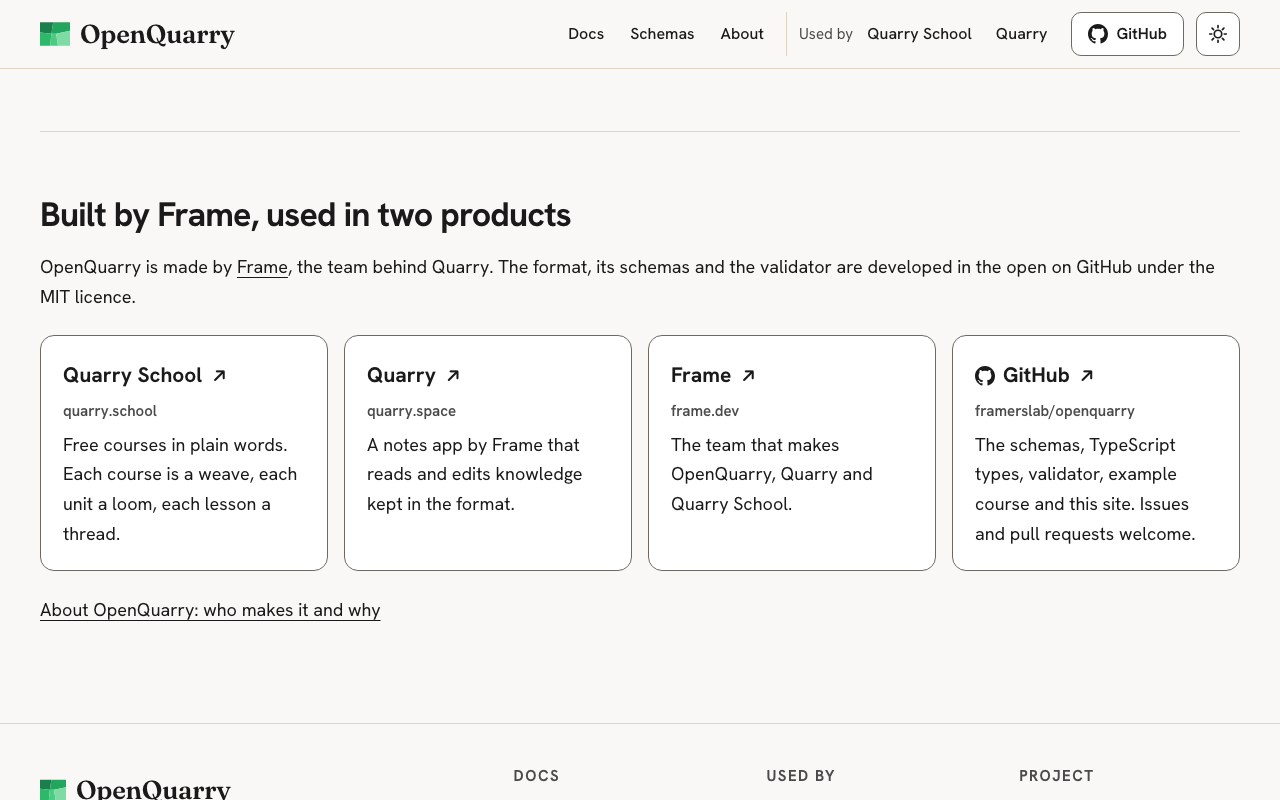 OpenQuarry
Docs
Schemas
About
Used by
Quarry School
Quarry
GitHub
Built by Frame, used in two products
OpenQuarry is made by Frame, the team behind Quarry. The format, its schemas and the validator are developed in the open on GitHub under the
MIT licence.
Quarry School
quarry.school
Free courses in plain words.
Each course is a weave, each
unit a loom, each lesson a
thread.
Quarry
quarry.space
A notes app by Frame that
reads and edits knowledge
kept in the format.
Frame
frame.dev
The team that makes
OpenQuarry, Quarry and
Quarry School.
GitHub
framerslab/openquarry
The schemas, TypeScript
types, validator, example
course and this site. Issues
and pull requests welcome.
About OpenQuarry: who makes it and why
OpenQuarry
DOCS
USED BY
PROJECT